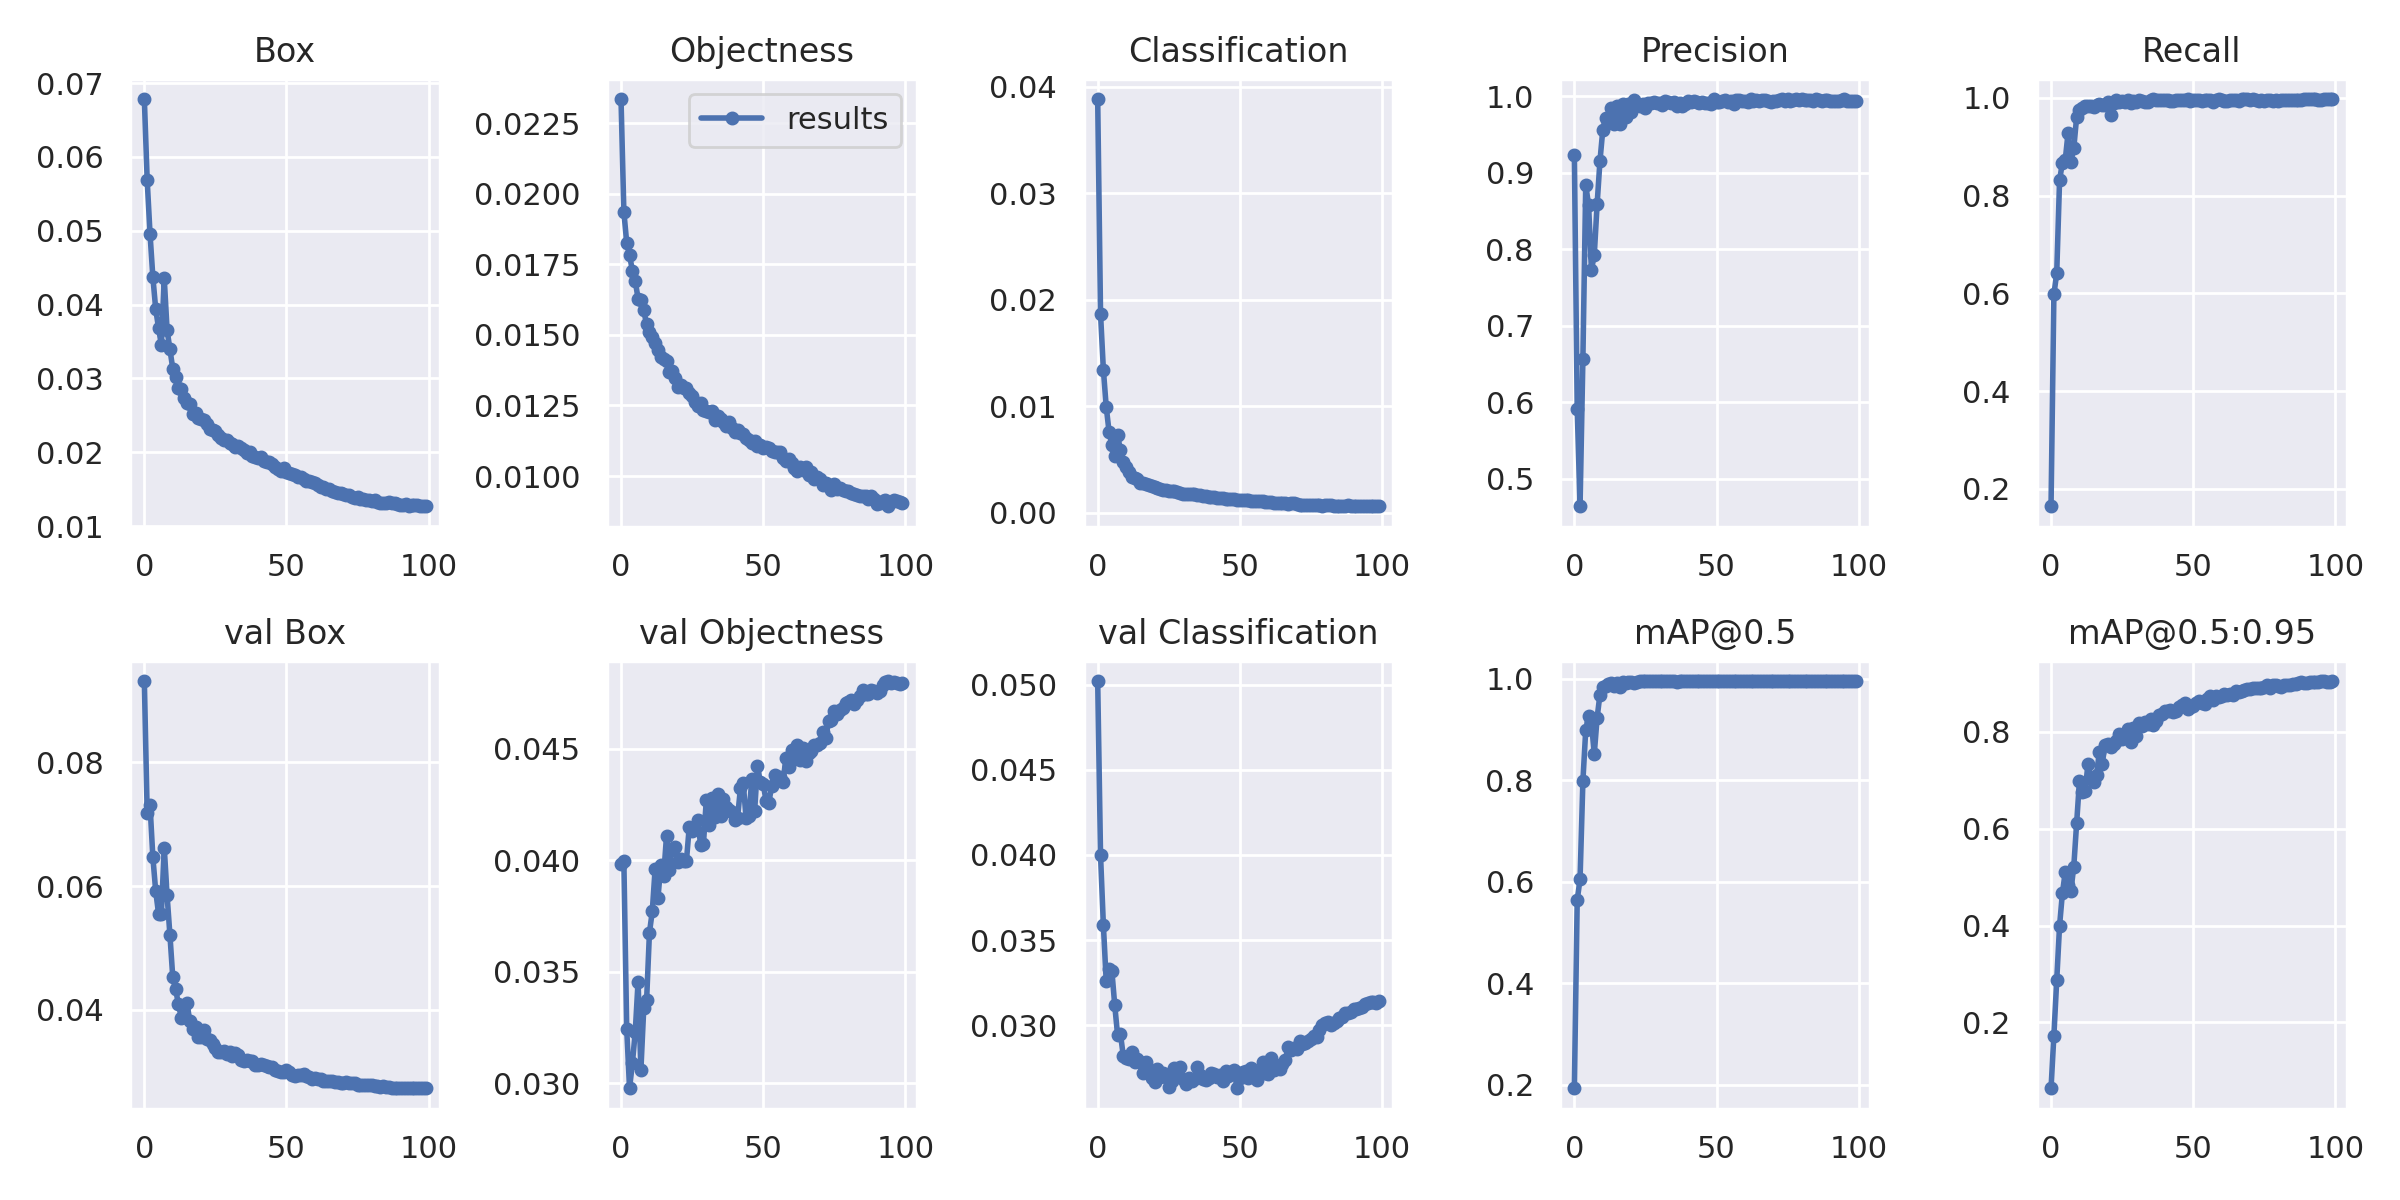 Box
0.07
0.06
0.05
0.04
0.03
0.02
0.01
0 50 100
Objectness
results
0.0225
0.0200
0.0175
0.0150
0.0125
0.0100
0 50 100
Classification
0.04
0.03
0.02
0.01
0.00
0 50 100
Precision
1.0
0.9
0.8
0.7
0.6
0.5
0 50 100
Recall
1.0
0.8
0.6
0.4
0.2
0 50 100
val Box
0.08
0.06
0.04
0 50 100
val Objectness
0.045
0.040
0.035
0.030
0 50 100
val Classification
0.050
0.045
0.040
0.035
0.030
0 50 100
mAP@0.5
1.0
0.8
0.6
0.4
0.2
0 50 100
mAP@0.5:0.95
0.8
0.6
0.4
0.2
0 50 100